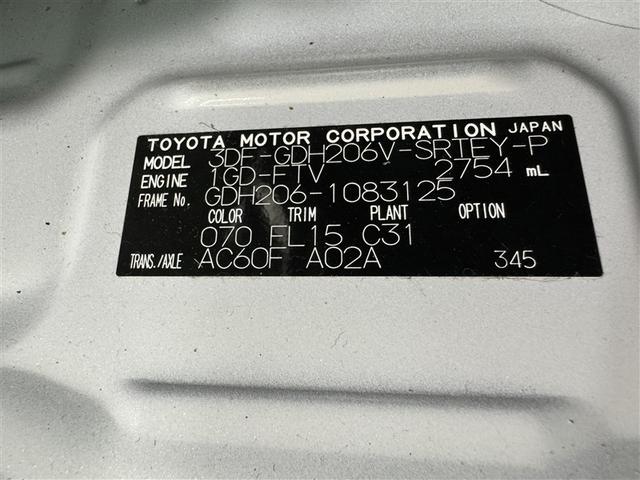 TOYOTA MOTOR CORPORATION JAPAN
MODEL 3DF-GDH206V-SRTEY-P
ENGINE 1GD-FTV 2754 mL
FRAME No. GDH206-1083125
COLOR TRIM PLANT OPTION
070 FL15 C31
TRANS./AXLE AC60F A02A 345